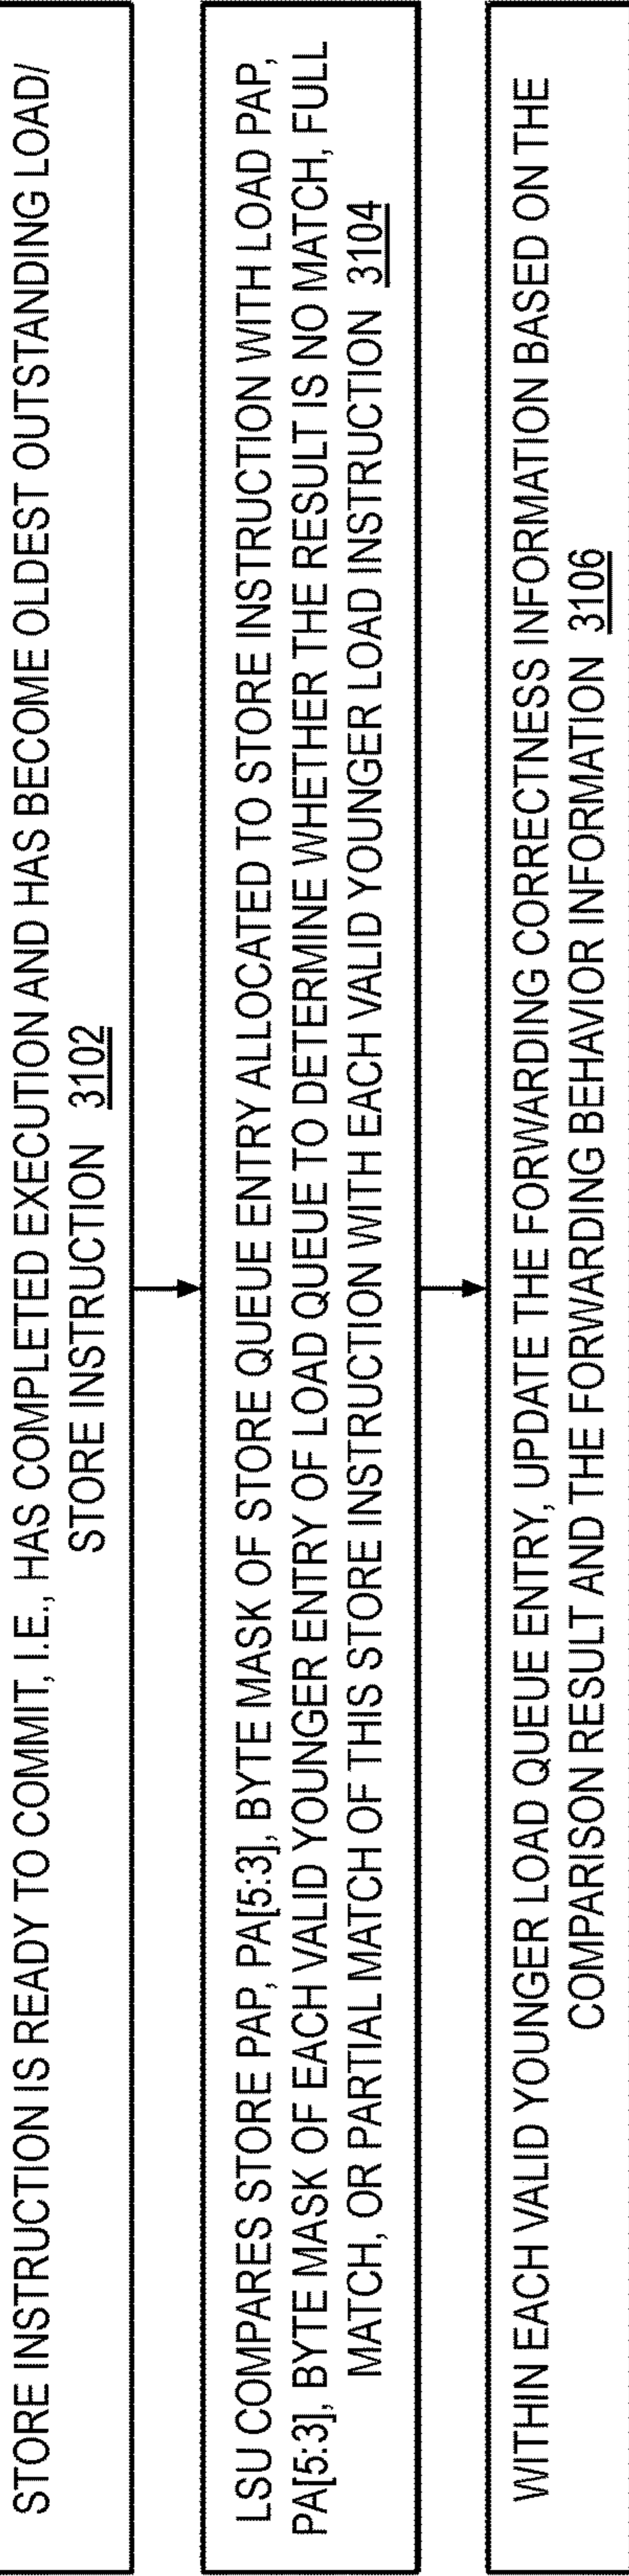 STORE INSTRUCTION IS READY TO COMMIT, I.E., HAS COMPLETED EXECUTION AND HAS BECOME OLDEST OUTSTANDING LOAD/
STORE INSTRUCTION 3102
LSU COMPARES STORE PAP, PA[5:3], BYTE MASK OF STORE QUEUE ENTRY ALLOCATED TO STORE INSTRUCTION WITH LOAD PAP,
PA[5:3], BYTE MASK OF EACH VALID YOUNGER ENTRY OF LOAD QUEUE TO DETERMINE WHETHER THE RESULT IS NO MATCH, FULL
MATCH, OR PARTIAL MATCH OF THIS STORE INSTRUCTION WITH EACH VALID YOUNGER LOAD INSTRUCTION 3104
WITHIN EACH VALID YOUNGER LOAD QUEUE ENTRY, UPDATE THE FORWARDING CORRECTNESS INFORMATION BASED ON THE
COMPARISON RESULT AND THE FORWARDING BEHAVIOR INFORMATION 3106